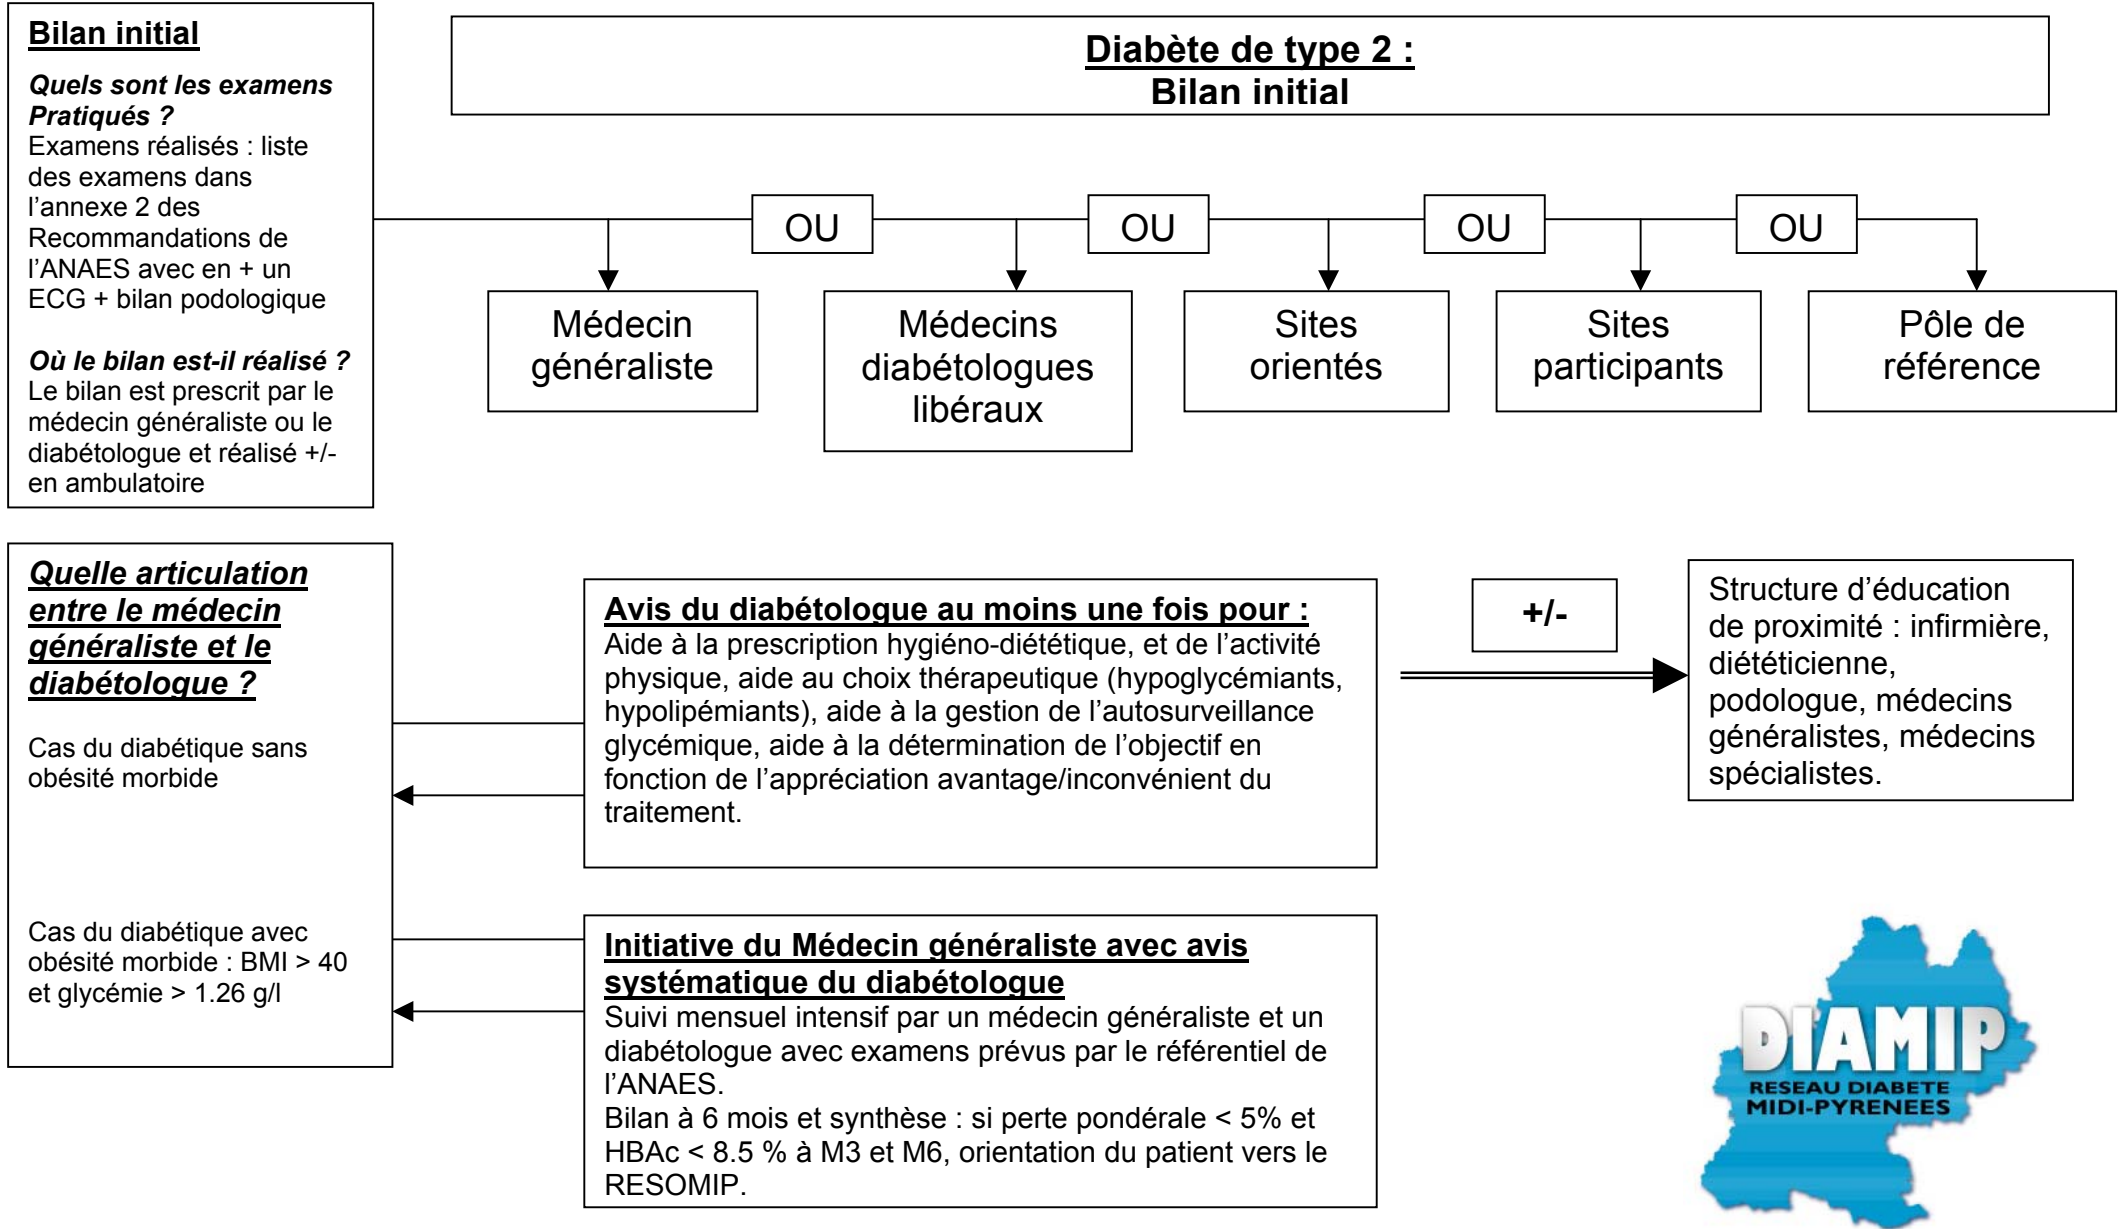 Bilan initial
Quels sont les examens
Pratiqués ?
Examens réalisés : liste
des examens dans
l’annexe 2 des
Recommandations de
l’ANAES avec en + un
ECG + bilan podologique
Où le bilan est-il réalisé ?
Le bilan est prescrit par le
médecin généraliste ou le
diabétologue et réalisé +/-
en ambulatoire
Diabète de type 2 :
Bilan initial
OU
OU
OU
OU
Médecin
généraliste
Médecins
diabétologues
libéraux
Sites
orientés
Sites
participants
Pôle de
référence
Quelle articulation
entre le médecin
généraliste et le
diabétologue ?
Cas du diabétique sans
obésité morbide
Cas du diabétique avec
obésité morbide : BMI > 40
et glycémie > 1.26 g/l
Avis du diabétologue au moins une fois pour :
Aide à la prescription hygiéno-diététique, et de l’activité
physique, aide au choix thérapeutique (hypoglycémiants,
hypolipémiants), aide à la gestion de l’autosurveillance
glycémique, aide à la détermination de l’objectif en
fonction de l’appréciation avantage/inconvénient du
traitement.
+/-
Structure d’éducation
de proximité : infirmière,
diététicienne,
podologue, médecins
généralistes, médecins
spécialistes.
Initiative du Médecin généraliste avec avis
systématique du diabétologue
Suivi mensuel intensif par un médecin généraliste et un
diabétologue avec examens prévus par le référentiel de
l’ANAES.
Bilan à 6 mois et synthèse : si perte pondérale < 5% et
HBAc < 8.5 % à M3 et M6, orientation du patient vers le
RESOMIP.
DIAMIP
RESEAU DIABETE
MIDI-PYRENEES